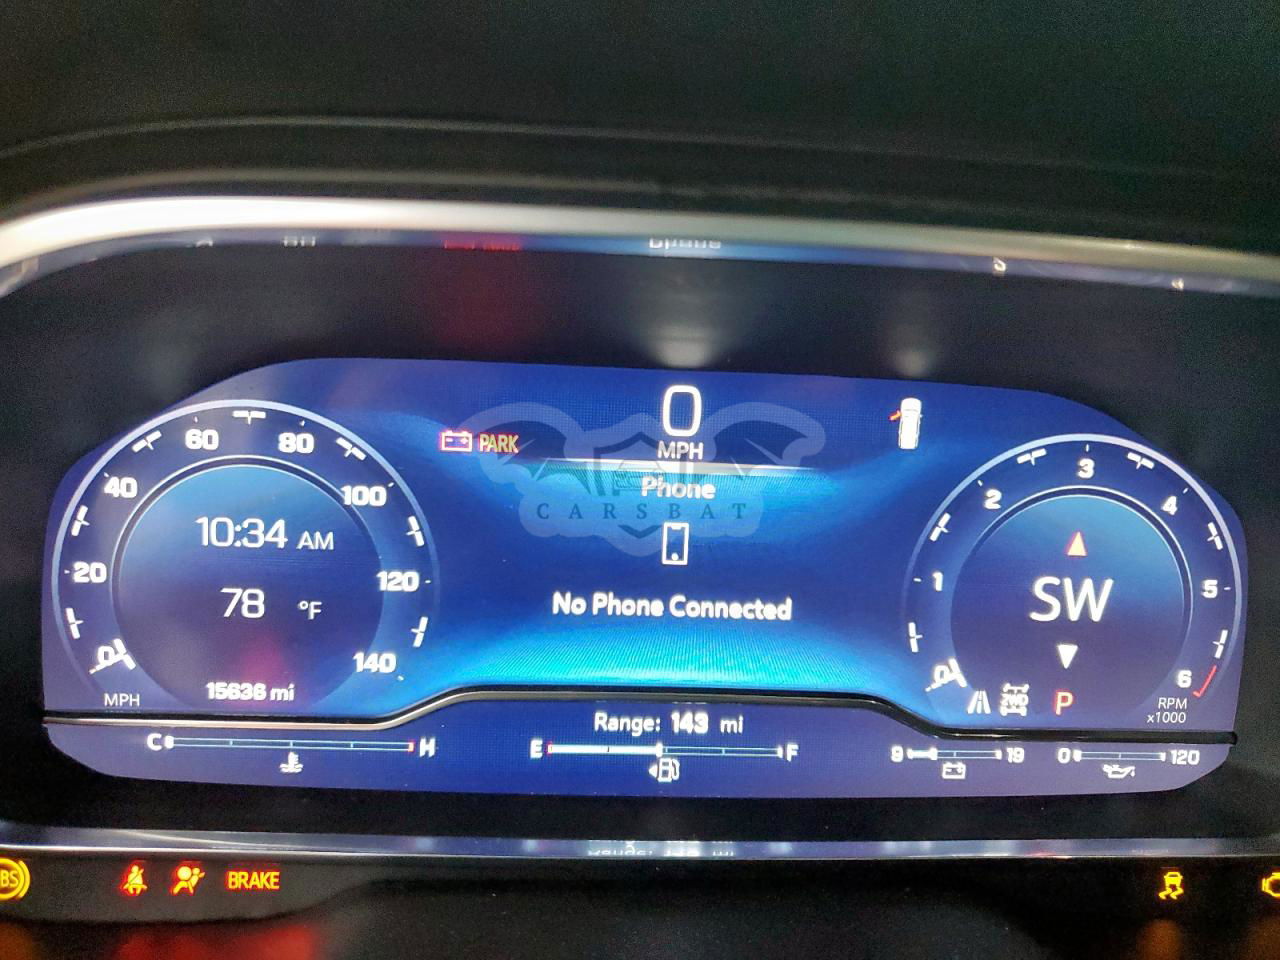 0
MPH
PARK
Phone
CARSBAT
No Phone Connected
20
40
60
80
100
120
140
10:34 AM
78 °F
15636 mi
MPH
1
2
3
4
5
6
SW
2WD
P
RPM
x1000
Range: 143 mi
C H
E F
9 19
0 120
BRAKE